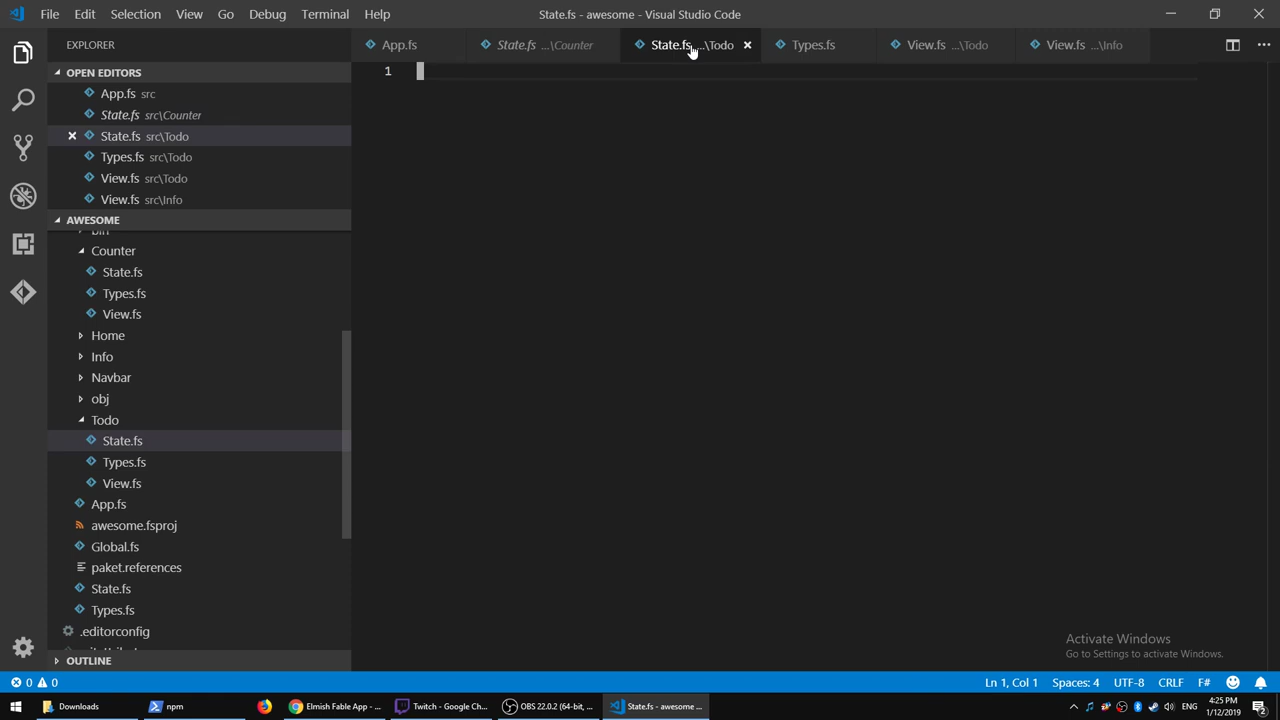 File Edit Selection View Go Debug Terminal Help
State.fs - awesome - Visual Studio Code
EXPLORER
App.fs
State.fs ...\Counter
State.fs ...\Todo
Types.fs
View.fs ...\Todo
View.fs ...\Info
OPEN EDITORS
App.fs src
State.fs src\Counter
State.fs src\Todo
Types.fs src\Todo
View.fs src\Todo
View.fs src\Info
AWESOME
bin
Counter
State.fs
Types.fs
View.fs
Home
Info
Navbar
obj
Todo
State.fs
Types.fs
View.fs
App.fs
awesome.fsproj
Global.fs
paket.references
State.fs
Types.fs
.editorconfig
OUTLINE
1
Activate Windows
Go to Settings to activate Windows.
0 0
Ln 1, Col 1 Spaces: 4 UTF-8 CRLF F#
Downloads
npm
Elmish Fable App - ...
Twitch - Google Ch...
OBS 22.0.2 (64-bit, ...
State.fs - awesome ...
ENG
4:25 PM
1/12/2019
2